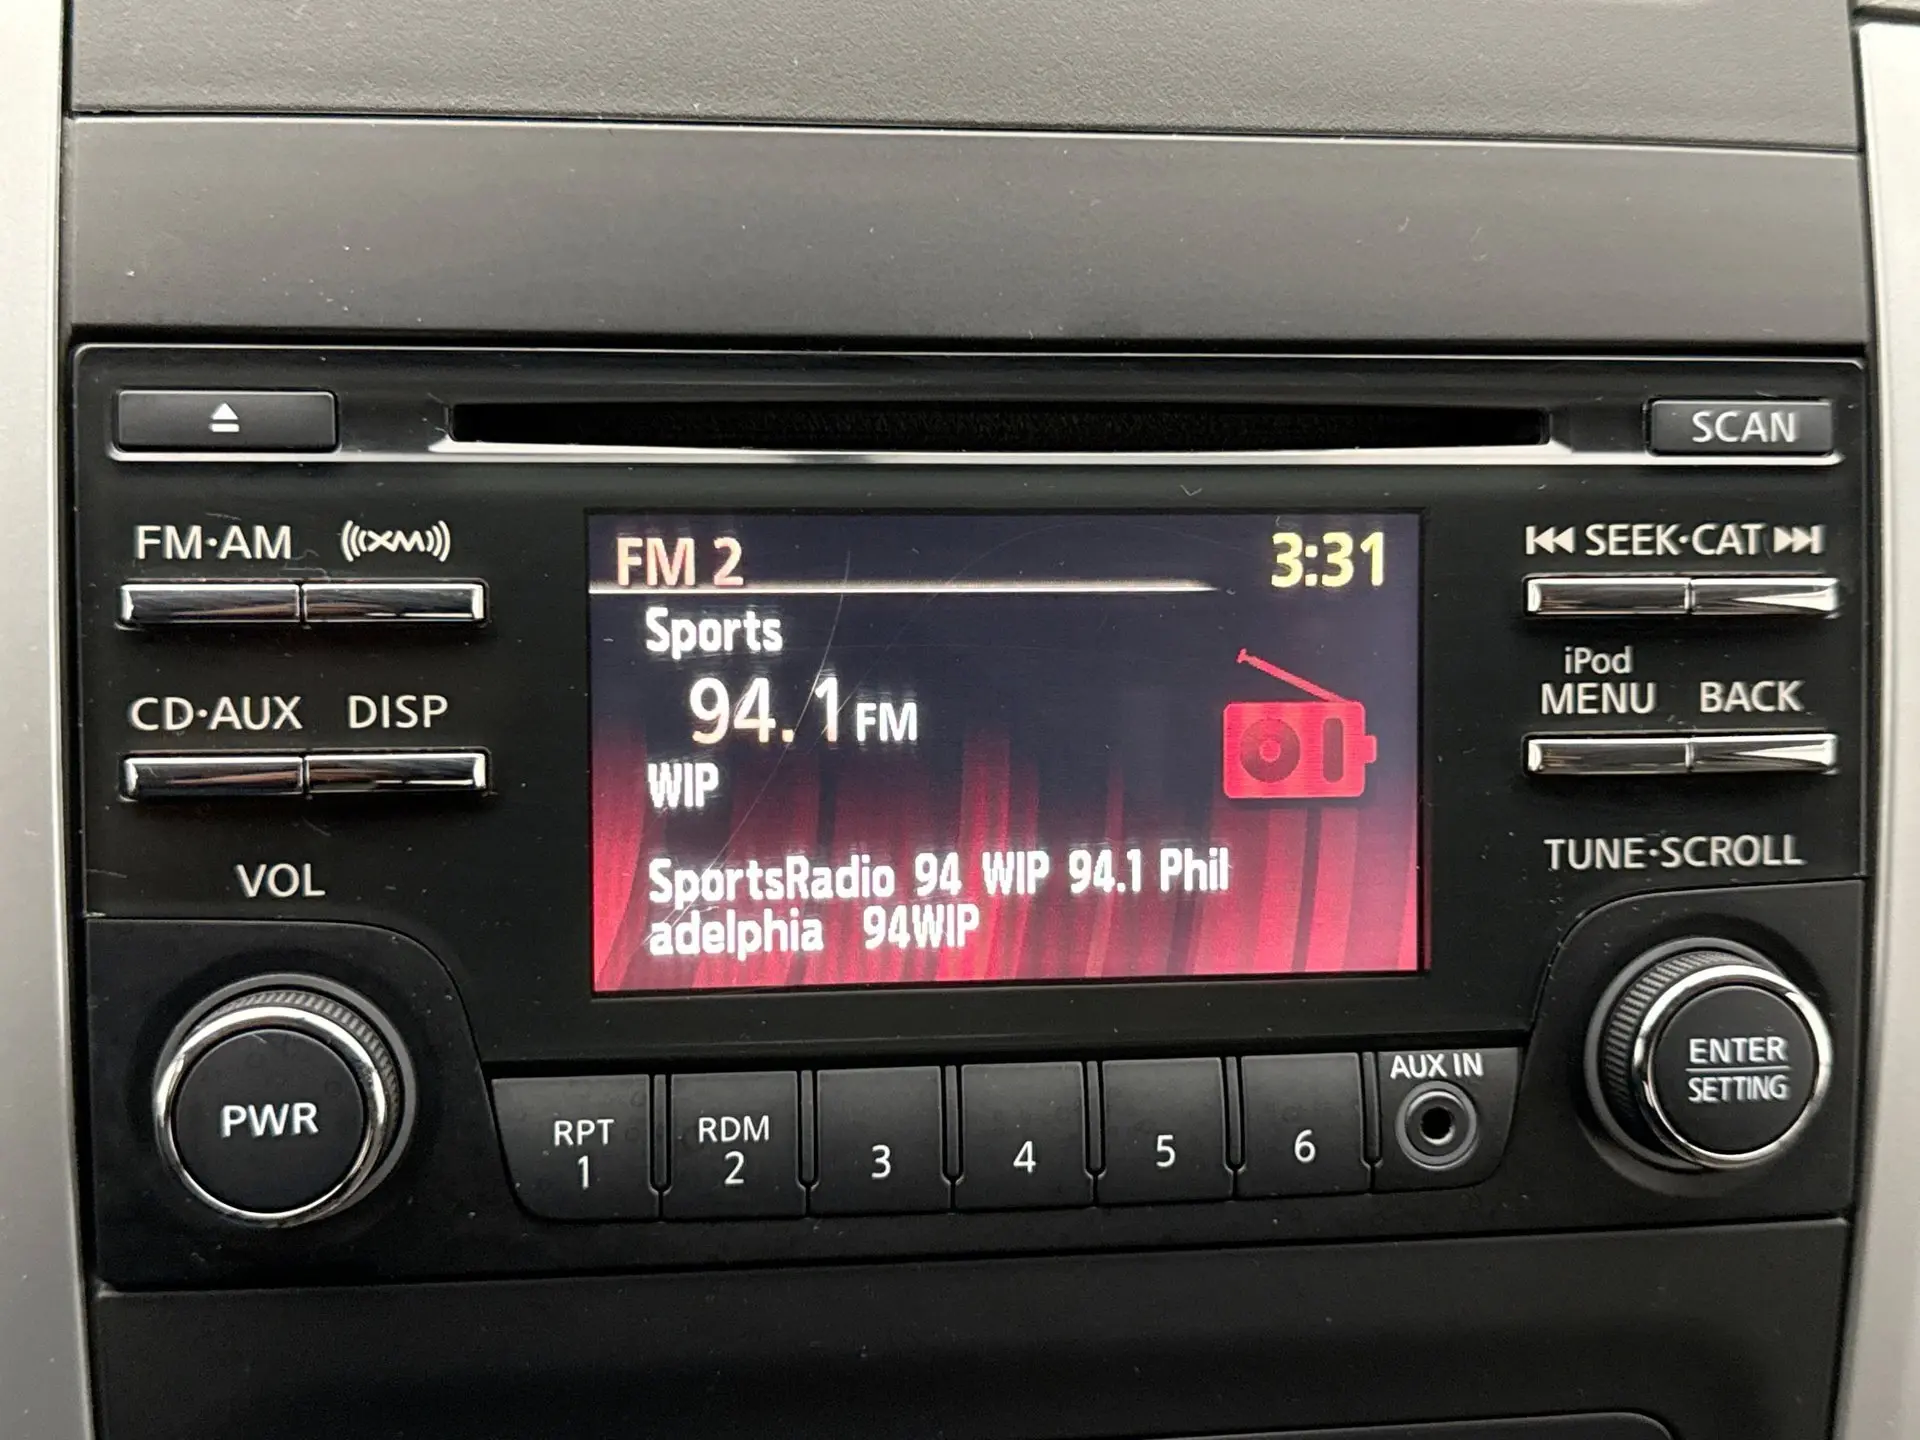 SCAN
FM·AM XM
SEEK·CAT
FM 2 3:31
Sports
94.1 FM
WIP
SportsRadio 94 WIP 94.1 Phil
adelphia 94WIP
CD·AUX DISP
iPod
MENU BACK
VOL
TUNE·SCROLL
PWR
ENTER
SETTING
RPT
1
RDM
2
3
4
5
6
AUX IN